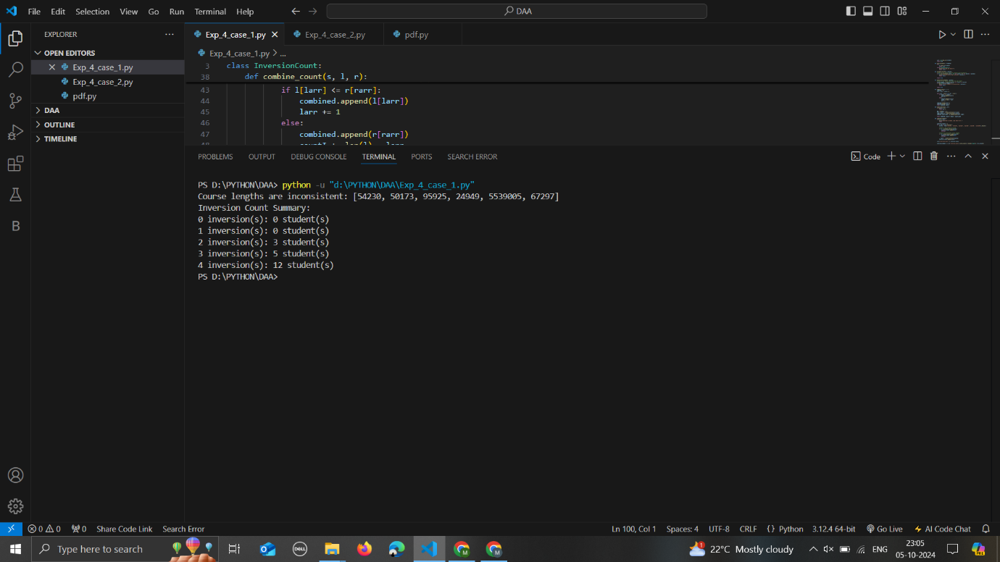 File Edit Selection View Go Run Terminal Help
DAA
EXPLORER
OPEN EDITORS
Exp_4_case_1.py
Exp_4_case_2,py
pdf.py
DAA
OUTLINE
TIMELINE
Exp_4_case_1.py Exp_4_case_2.py pdf.py
Exp_4_case_1.py > ...
3 class InversionCount:
38 def combine_count(s, l, r):
43 if l[larr] <= r[rarr]:
44 combined.append(l[larr])
45 larr += 1
46 else:
47 combined.append(r[rarr])
PROBLEMS OUTPUT DEBUG CONSOLE TERMINAL PORTS SEARCH ERROR
Code
PS D:\PYTHON\DAA> python -u "d:\PYTHON\DAA\Exp_4_case_1.py"
Course lengths are inconsistent: [54230, 50173, 95925, 24949, 5539005, 67297]
Inversion Count Summary:
0 inversion(s): 0 student(s)
1 inversion(s): 0 student(s)
2 inversion(s): 3 student(s)
3 inversion(s): 5 student(s)
4 inversion(s): 12 student(s)
PS D:\PYTHON\DAA>
B
0 0 0 Share Code Link Search Error Ln 100, Col 1 Spaces: 4 UTF-8 CRLF {} Python 3.12.4 64-bit Go Live AI Code Chat
Type here to search DELL M M 1 22°C Mostly cloudy ENG 23:05 PRE
05-10-2024